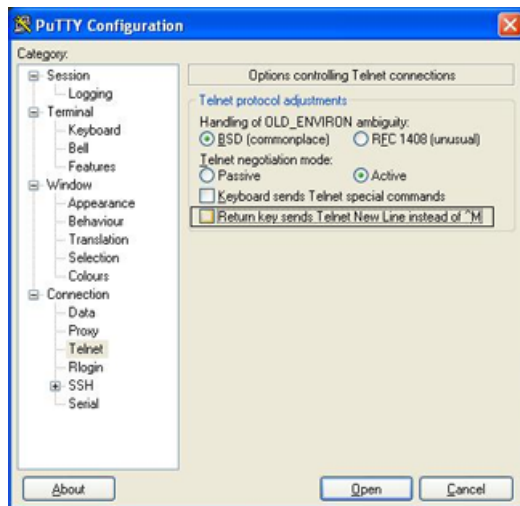 PuTTY Configuration
Category:
Session
Logging
Terminal
Keyboard
Bell
Features
Window
Appearance
Behaviour
Translation
Selection
Colours
Connection
Data
Proxy
Telnet
Rlogin
SSH
Serial
Options controlling Telnet connections
Telnet protocol adjustments
Handling of OLD_ENVIRON ambiguity:
BSD (commonplace) RFC 1408 (unusual)
Telnet negotiation mode:
Passive Active
Keyboard sends Telnet special commands
Return key sends Telnet New Line instead of ^M
About Open Cancel